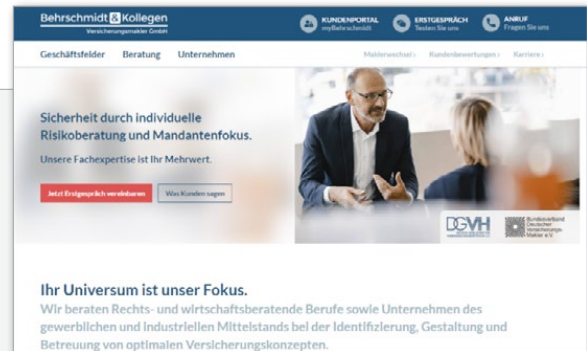 Behrschmidt & Kollegen
Versicherungsmakler GmbH
KUNDENPORTAL
myBehrschmidt
ERSTGESPRÄCH
Testen Sie uns
ANRUF
Fragen Sie uns
Geschäftsfelder Beratung Unternehmen
Maklerwechsel › Kundenbewertungen › Karriere ›
Sicherheit durch individuelle
Risikoberatung und Mandantenfokus.
Unsere Fachexpertise ist Ihr Mehrwert.
Jetzt Erstgespräch vereinbaren
Was Kunden sagen
DGVH
Bundesverband
Deutscher
Versicherungs-
Makler e.V.
Ihr Universum ist unser Fokus.
Wir beraten Rechts- und wirtschaftsberatende Berufe sowie Unternehmen des
gewerblichen und industriellen Mittelstands bei der Identifizierung, Gestaltung und
Betreuung von optimalen Versicherungskonzepten.